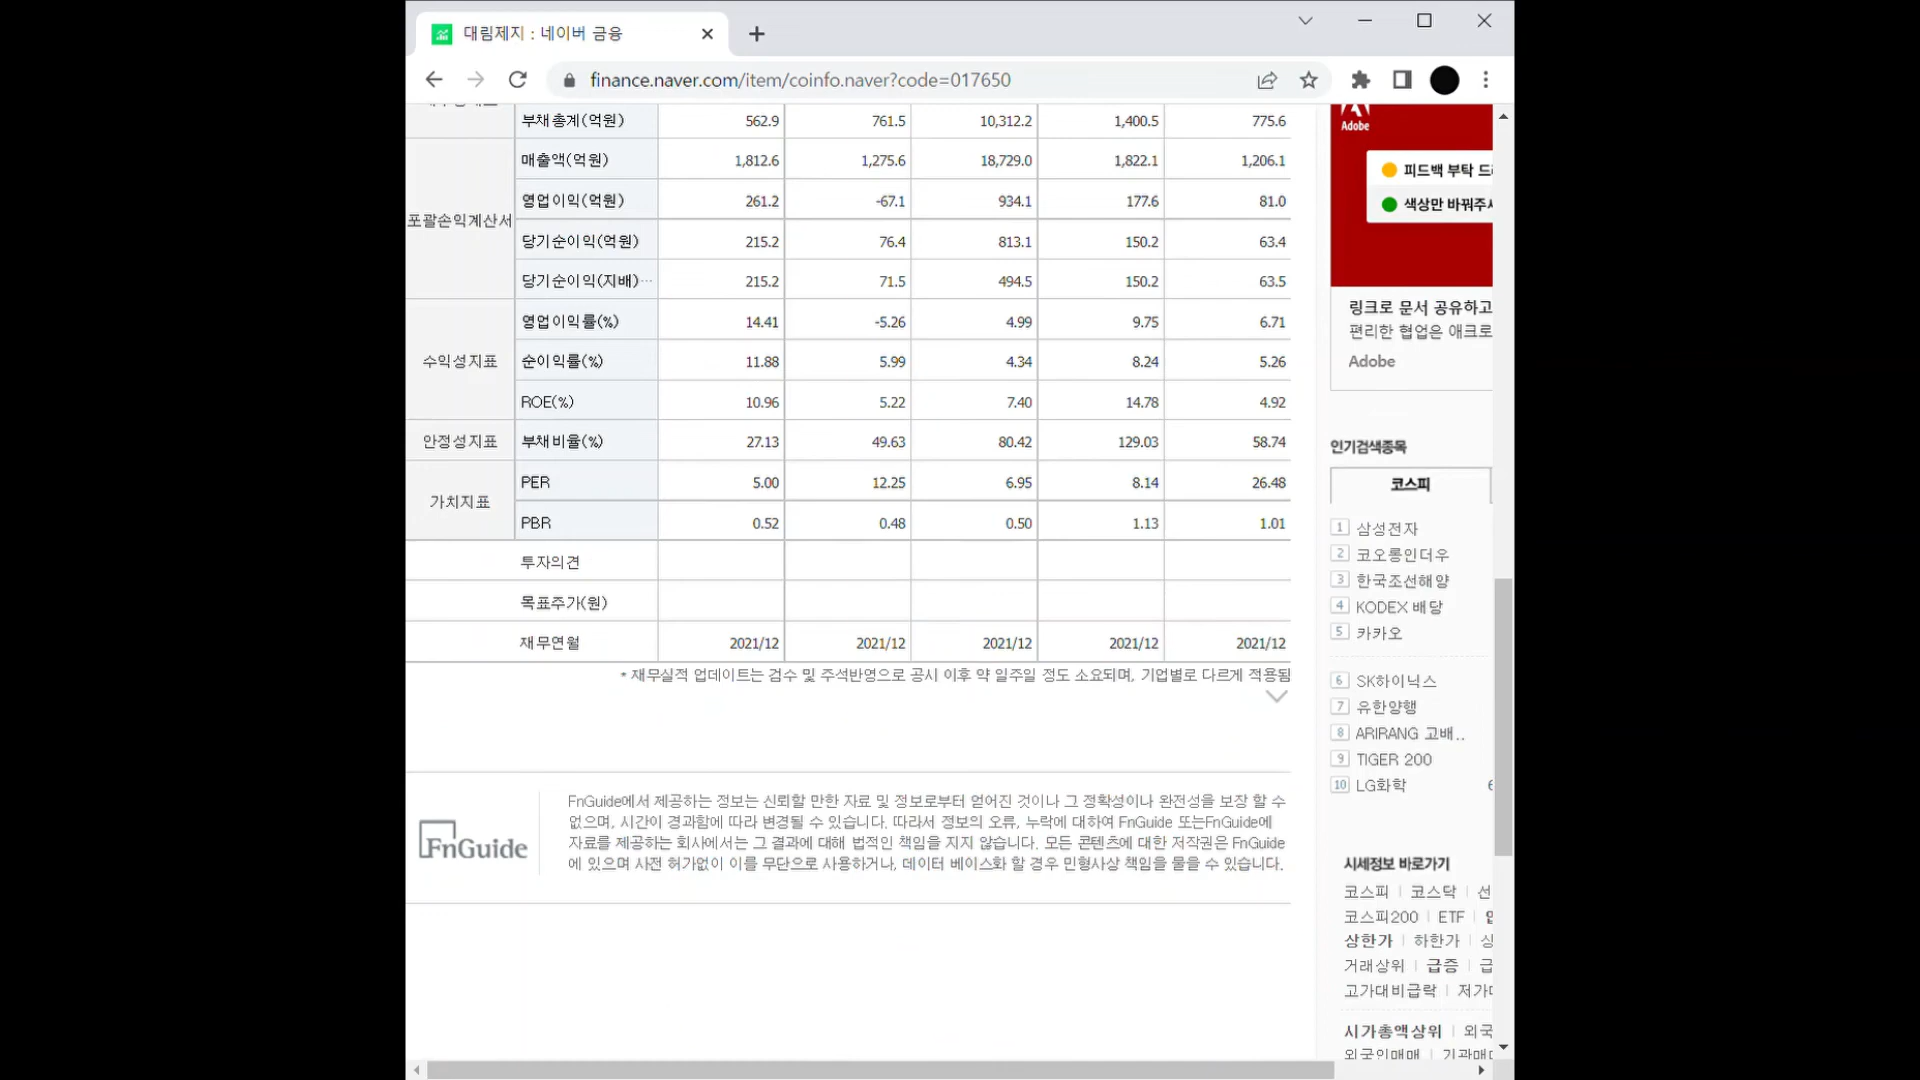 대림제지 : 네이버 금융
finance.naver.com/item/coinfo.naver?code=017650
부채총계(억원) 562.9 761.5 10,312.2 1,400.5 775.6
포괄손익계산서
매출액(억원) 1,812.6 1,275.6 18,729.0 1,822.1 1,206.1
영업이익(억원) 261.2 -67.1 934.1 177.6 81.0
당기순이익(억원) 215.2 76.4 813.1 150.2 63.4
당기순이익(지배)… 215.2 71.5 494.5 150.2 63.5
수익성지표
영업이익률(%) 14.41 -5.26 4.99 9.75 6.71
순이익률(%) 11.88 5.99 4.34 8.24 5.26
ROE(%) 10.96 5.22 7.40 14.78 4.92
안정성지표 부채비율(%) 27.13 49.63 80.42 129.03 58.74
가치지표
PER 5.00 12.25 6.95 8.14 26.48
PBR 0.52 0.48 0.50 1.13 1.01
투자의견
목표주가(원)
재무연월 2021/12 2021/12 2021/12 2021/12 2021/12
* 재무실적 업데이트는 검수 및 주석반영으로 공시 이후 약 일주일 정도 소요되며, 기업별로 다르게 적용됨
FnGuide
FnGuide에서 제공하는 정보는 신뢰할 만한 자료 및 정보로부터 얻어진 것이나 그 정확성이나 완전성을 보장 할 수
없으며, 시간이 경과함에 따라 변경될 수 있습니다. 따라서 정보의 오류, 누락에 대하여 FnGuide 또는FnGuide에
자료를 제공하는 회사에서는 그 결과에 대해 법적인 책임을 지지 않습니다. 모든 콘텐츠에 대한 저작권은 FnGuide
에 있으며 사전 허가없이 이를 무단으로 사용하거나, 데이터 베이스화 할 경우 민형사상 책임을 물을 수 있습니다.
Adobe
피드백 부탁
색상만 바꿔주
링크로 문서 공유하고
편리한 협업은 애크로
Adobe
인기검색종목
코스피
1 삼성전자
2 코오롱인더우
3 한국조선해양
4 KODEX 배당
5 카카오
6 SK하이닉스
7 유한양행
8 ARIRANG 고배..
9 TIGER 200
10 LG화학
시세정보 바로가기
코스피 | 코스닥 | 선
코스피200 | ETF |
상한가 | 하한가 |
거래상위 | 급증 | 급
고가대비급락 | 저가
시가총액상위 | 외국
외국인매매 | 기관매